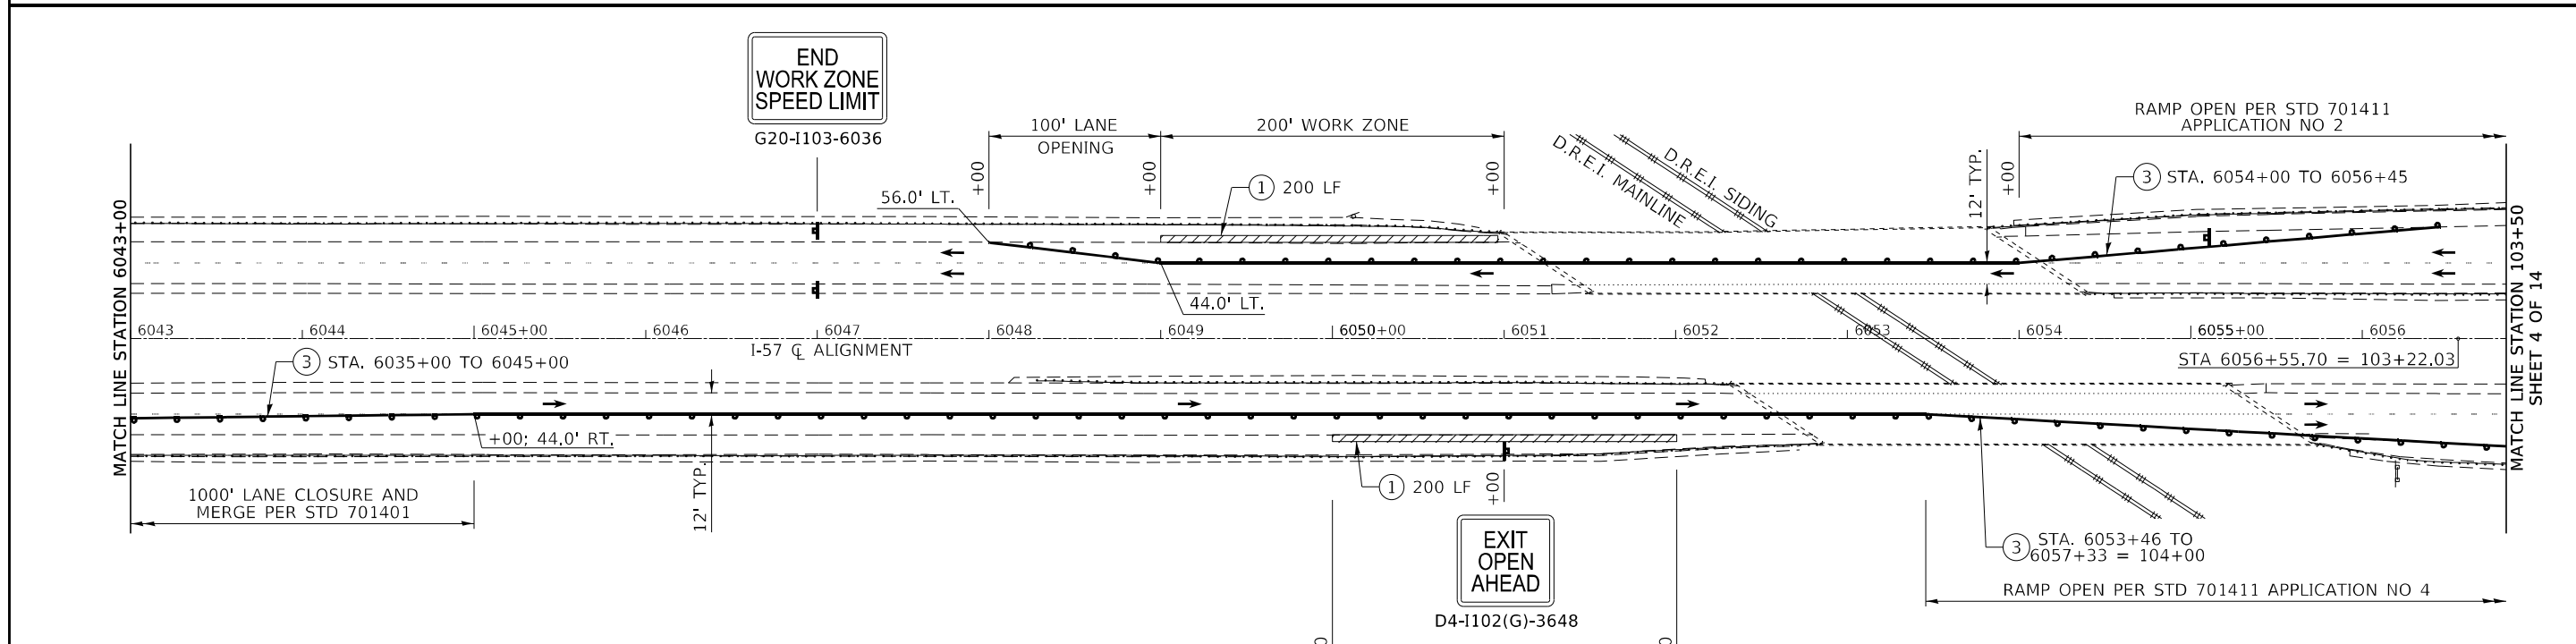 END
WORK ZONE
SPEED LIMIT
G20-I103-6036
100' LANE
OPENING
200' WORK ZONE
RAMP OPEN PER STD 701411
APPLICATION NO 2
+00
+00
+00
+00
D.R.E.I. MAINLINE
D.R.E.I. SIDING
12' TYP.
56.0' LT.
1 200 LF
3 STA. 6054+00 TO 6056+45
44.0' LT.
MATCH LINE STATION 6043+00
6043
6044
6045+00
6046
6047
6048
6049
6050+00
6051
6052
6053
6054
6055+00
6056
MATCH LINE STATION 103+50
SHEET 4 OF 14
I-57 ℄ ALIGNMENT
STA 6056+55.70 = 103+22.03
3 STA. 6035+00 TO 6045+00
+00; 44.0' RT.
12' TYP.
1000' LANE CLOSURE AND
MERGE PER STD 701401
1 200 LF
+00
EXIT
OPEN
AHEAD
D4-I102(G)-3648
3 STA. 6053+46 TO
6057+33 = 104+00
RAMP OPEN PER STD 701411 APPLICATION NO 4